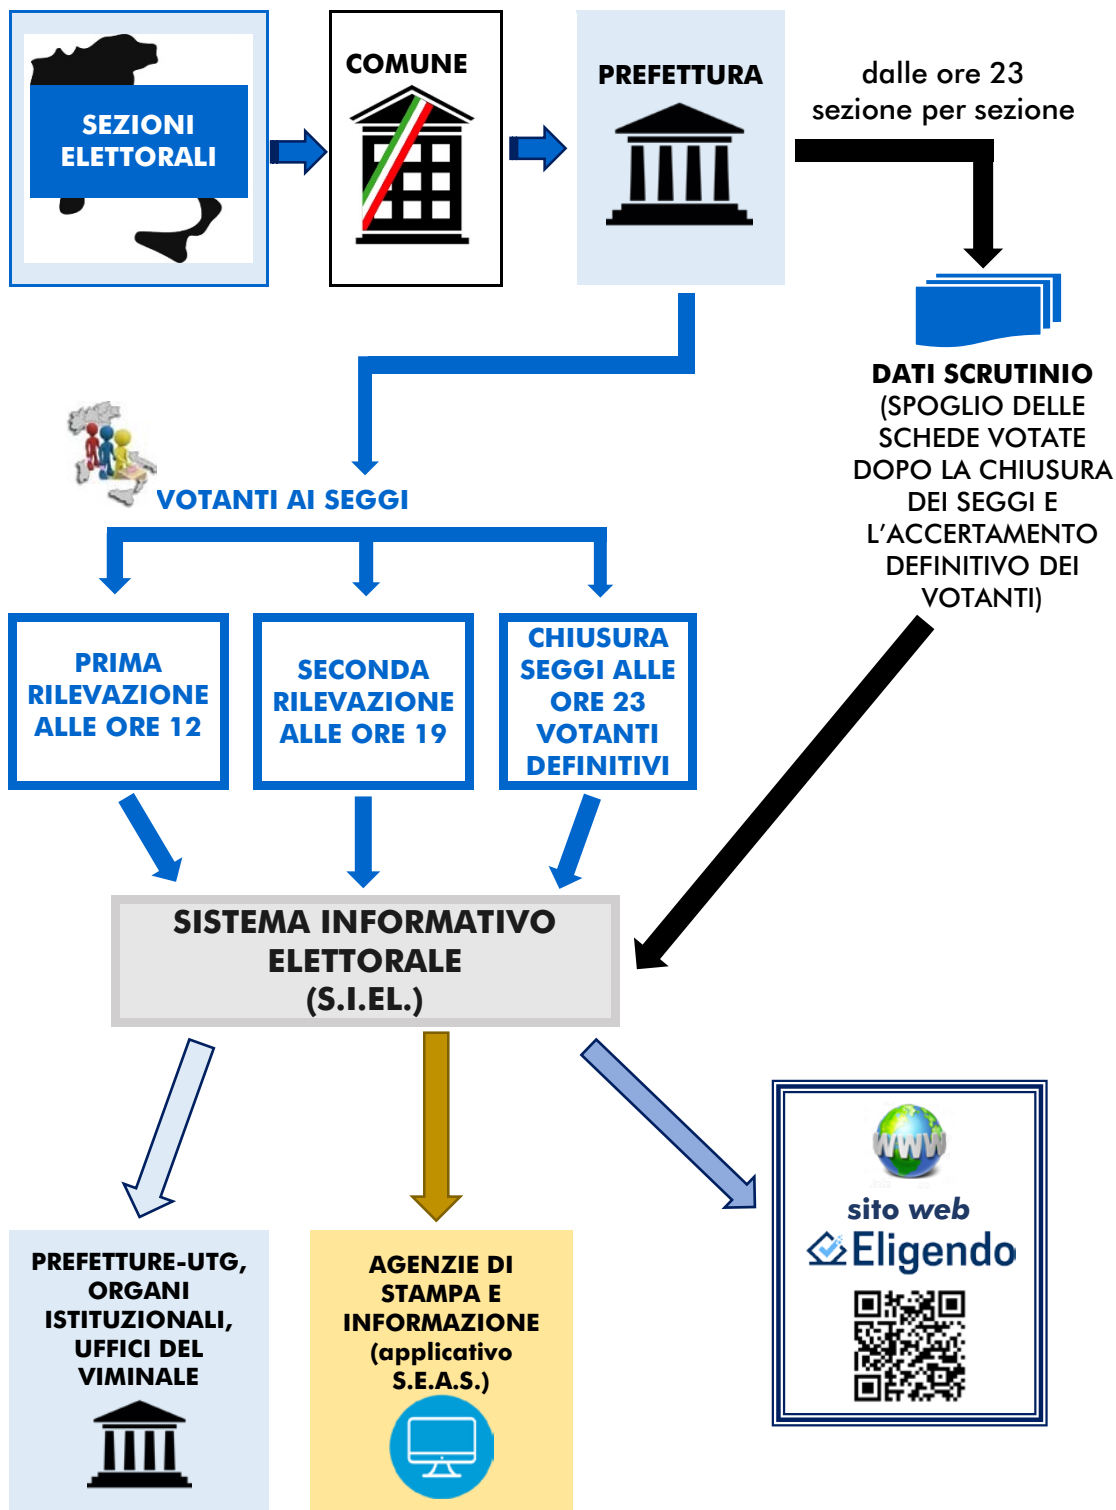 SEZIONI
ELETTORALI
COMUNE
PREFETTURA
dalle ore 23
sezione per sezione
DATI SCRUTINIO
(SPOGLIO DELLE
SCHEDE VOTATE
DOPO LA CHIUSURA
DEI SEGGI E
L’ACCERTAMENTO
DEFINITIVO DEI
VOTANTI)
VOTANTI AI SEGGI
PRIMA
RILEVAZIONE
ALLE ORE 12
SECONDA
RILEVAZIONE
ALLE ORE 19
CHIUSURA
SEGGI ALLE
ORE 23
VOTANTI
DEFINITIVI
SISTEMA INFORMATIVO
ELETTORALE
(S.I.EL.)
PREFETTURE-UTG,
ORGANI
ISTITUZIONALI,
UFFICI DEL
VIMINALE
AGENZIE DI
STAMPA E
INFORMAZIONE
(applicativo
S.E.A.S.)
WWW
sito web
Eligendo